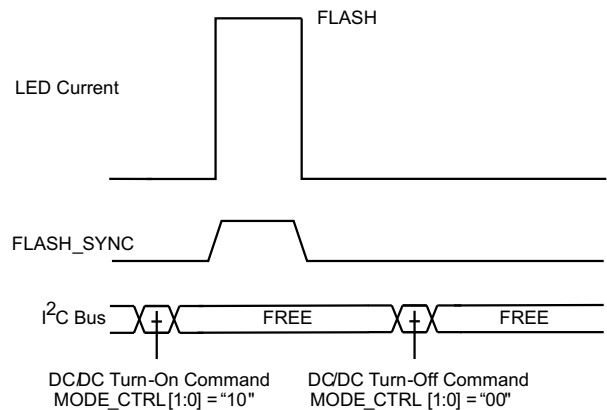 FLASH
LED Current
FLASH_SYNC
I2C Bus
FREE
FREE
DC/DC Turn-On Command
MODE_CTRL [1:0] = “10"
DC/DC Turn-Off Command
MODE_CTRL [1:0] = “00"